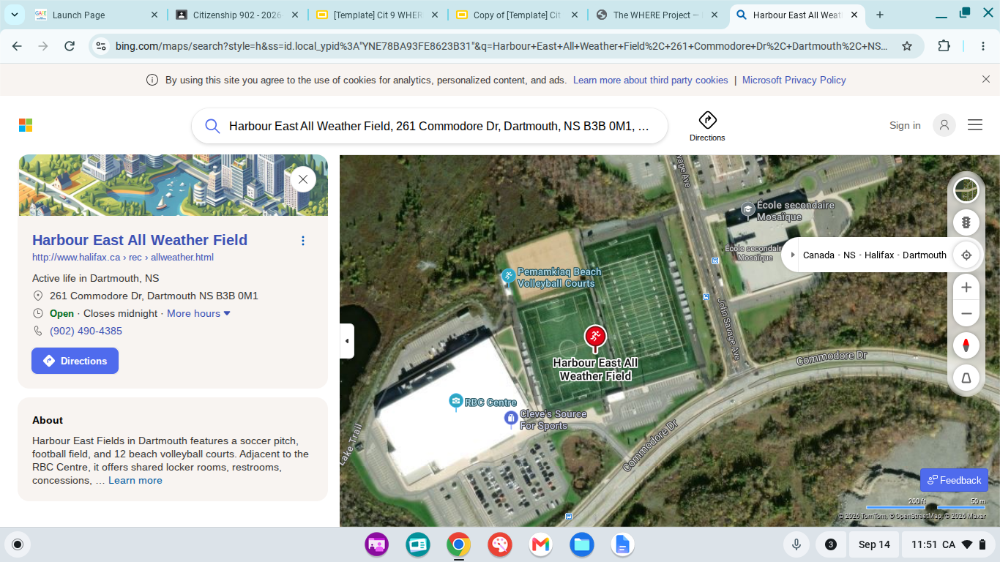 Launch Page
Citizenship 902 - 2026-
[Template] Cit 9 WHER
Copy of [Template] Cit
The WHERE Project —
Harbour East All Weat
bing.com/maps/search?style=h&ss=id.local_ypid%3A"YNE78BA93FE8623B31"&q=Harbour+East+All+Weather+Field%2C+261+Commodore+Dr%2C+Dartmouth%2C+NS...
By using this site you agree to the use of cookies for analytics, personalized content, and ads. Learn more about third party cookies | Microsoft Privacy Policy
Harbour East All Weather Field, 261 Commodore Dr, Dartmouth, NS B3B 0M1, ...
Directions
Sign in
Harbour East All Weather Field
http://www.halifax.ca › rec › allweather.html
Active life in Dartmouth, NS
261 Commodore Dr, Dartmouth NS B3B 0M1
Open · Closes midnight · More hours
(902) 490-4385
Directions
About
Harbour East Fields in Dartmouth features a soccer pitch,
football field, and 12 beach volleyball courts. Adjacent to the
RBC Centre, it offers shared locker rooms, restrooms,
concessions, … Learn more
vage Ave
École secondaire
Mosaïque
École secondair
Mosaïque
Canada · NS · Halifax · Dartmouth
Pemamkiaq Beach
Volleyball Courts
John Savage Ave
Harbour East All
Weather Field
Commodore Dr
RBC Centre
Cleve's Source
For Sports
Lake Trail
Commodore Dr
Feedback
200 ft
50 m
© 2026 TomTom, © OpenStreetMap, © 2026 Maxar
3
Sep 14
11:51 CA